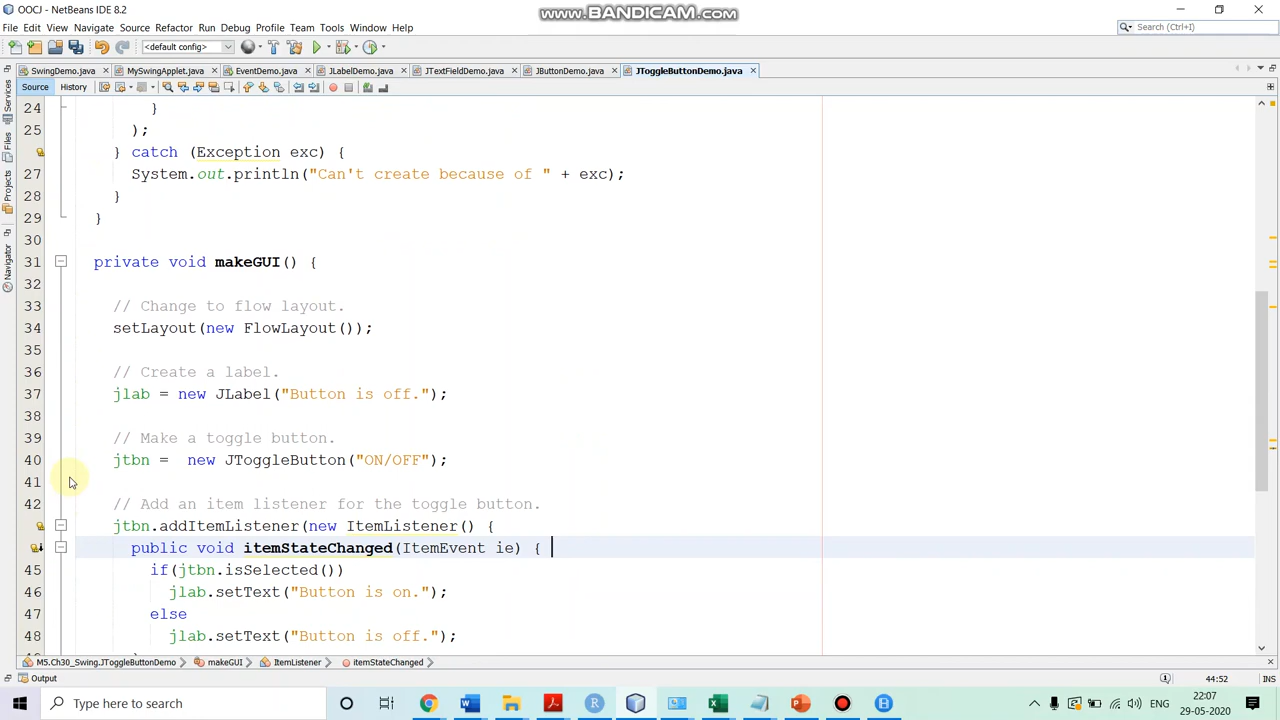 OOCJ - NetBeans IDE 8.2
www.BANDICAM.com
File Edit View Navigate Source Refactor Run Debug Profile Team Tools Window Help
Search (Ctrl+I)
<default config>
SwingDemo.java MySwingApplet.java EventDemo.java JLabelDemo.java JTextFieldDemo.java JButtonDemo.java JToggleButtonDemo.java
Source History
Services
Files
Projects
Navigator
24 }
25 );
} catch (Exception exc) {
27 System.out.println("Can't create because of " + exc);
28 }
29 }
30
31 private void makeGUI() {
32
33 // Change to flow layout.
34 setLayout(new FlowLayout());
35
36 // Create a label.
37 jlab = new JLabel("Button is off.");
38
39 // Make a toggle button.
40 jtbn = new JToggleButton("ON/OFF");
41
42 // Add an item listener for the toggle button.
jtbn.addItemListener(new ItemListener() {
public void itemStateChanged(ItemEvent ie) {
45 if(jtbn.isSelected())
46 jlab.setText("Button is on.");
47 else
48 jlab.setText("Button is off.");
M5.Ch30_Swing.JToggleButtonDemo makeGUI ItemListener itemStateChanged
Output
44:52 INS
Type here to search
ENG
22:07
29-05-2020